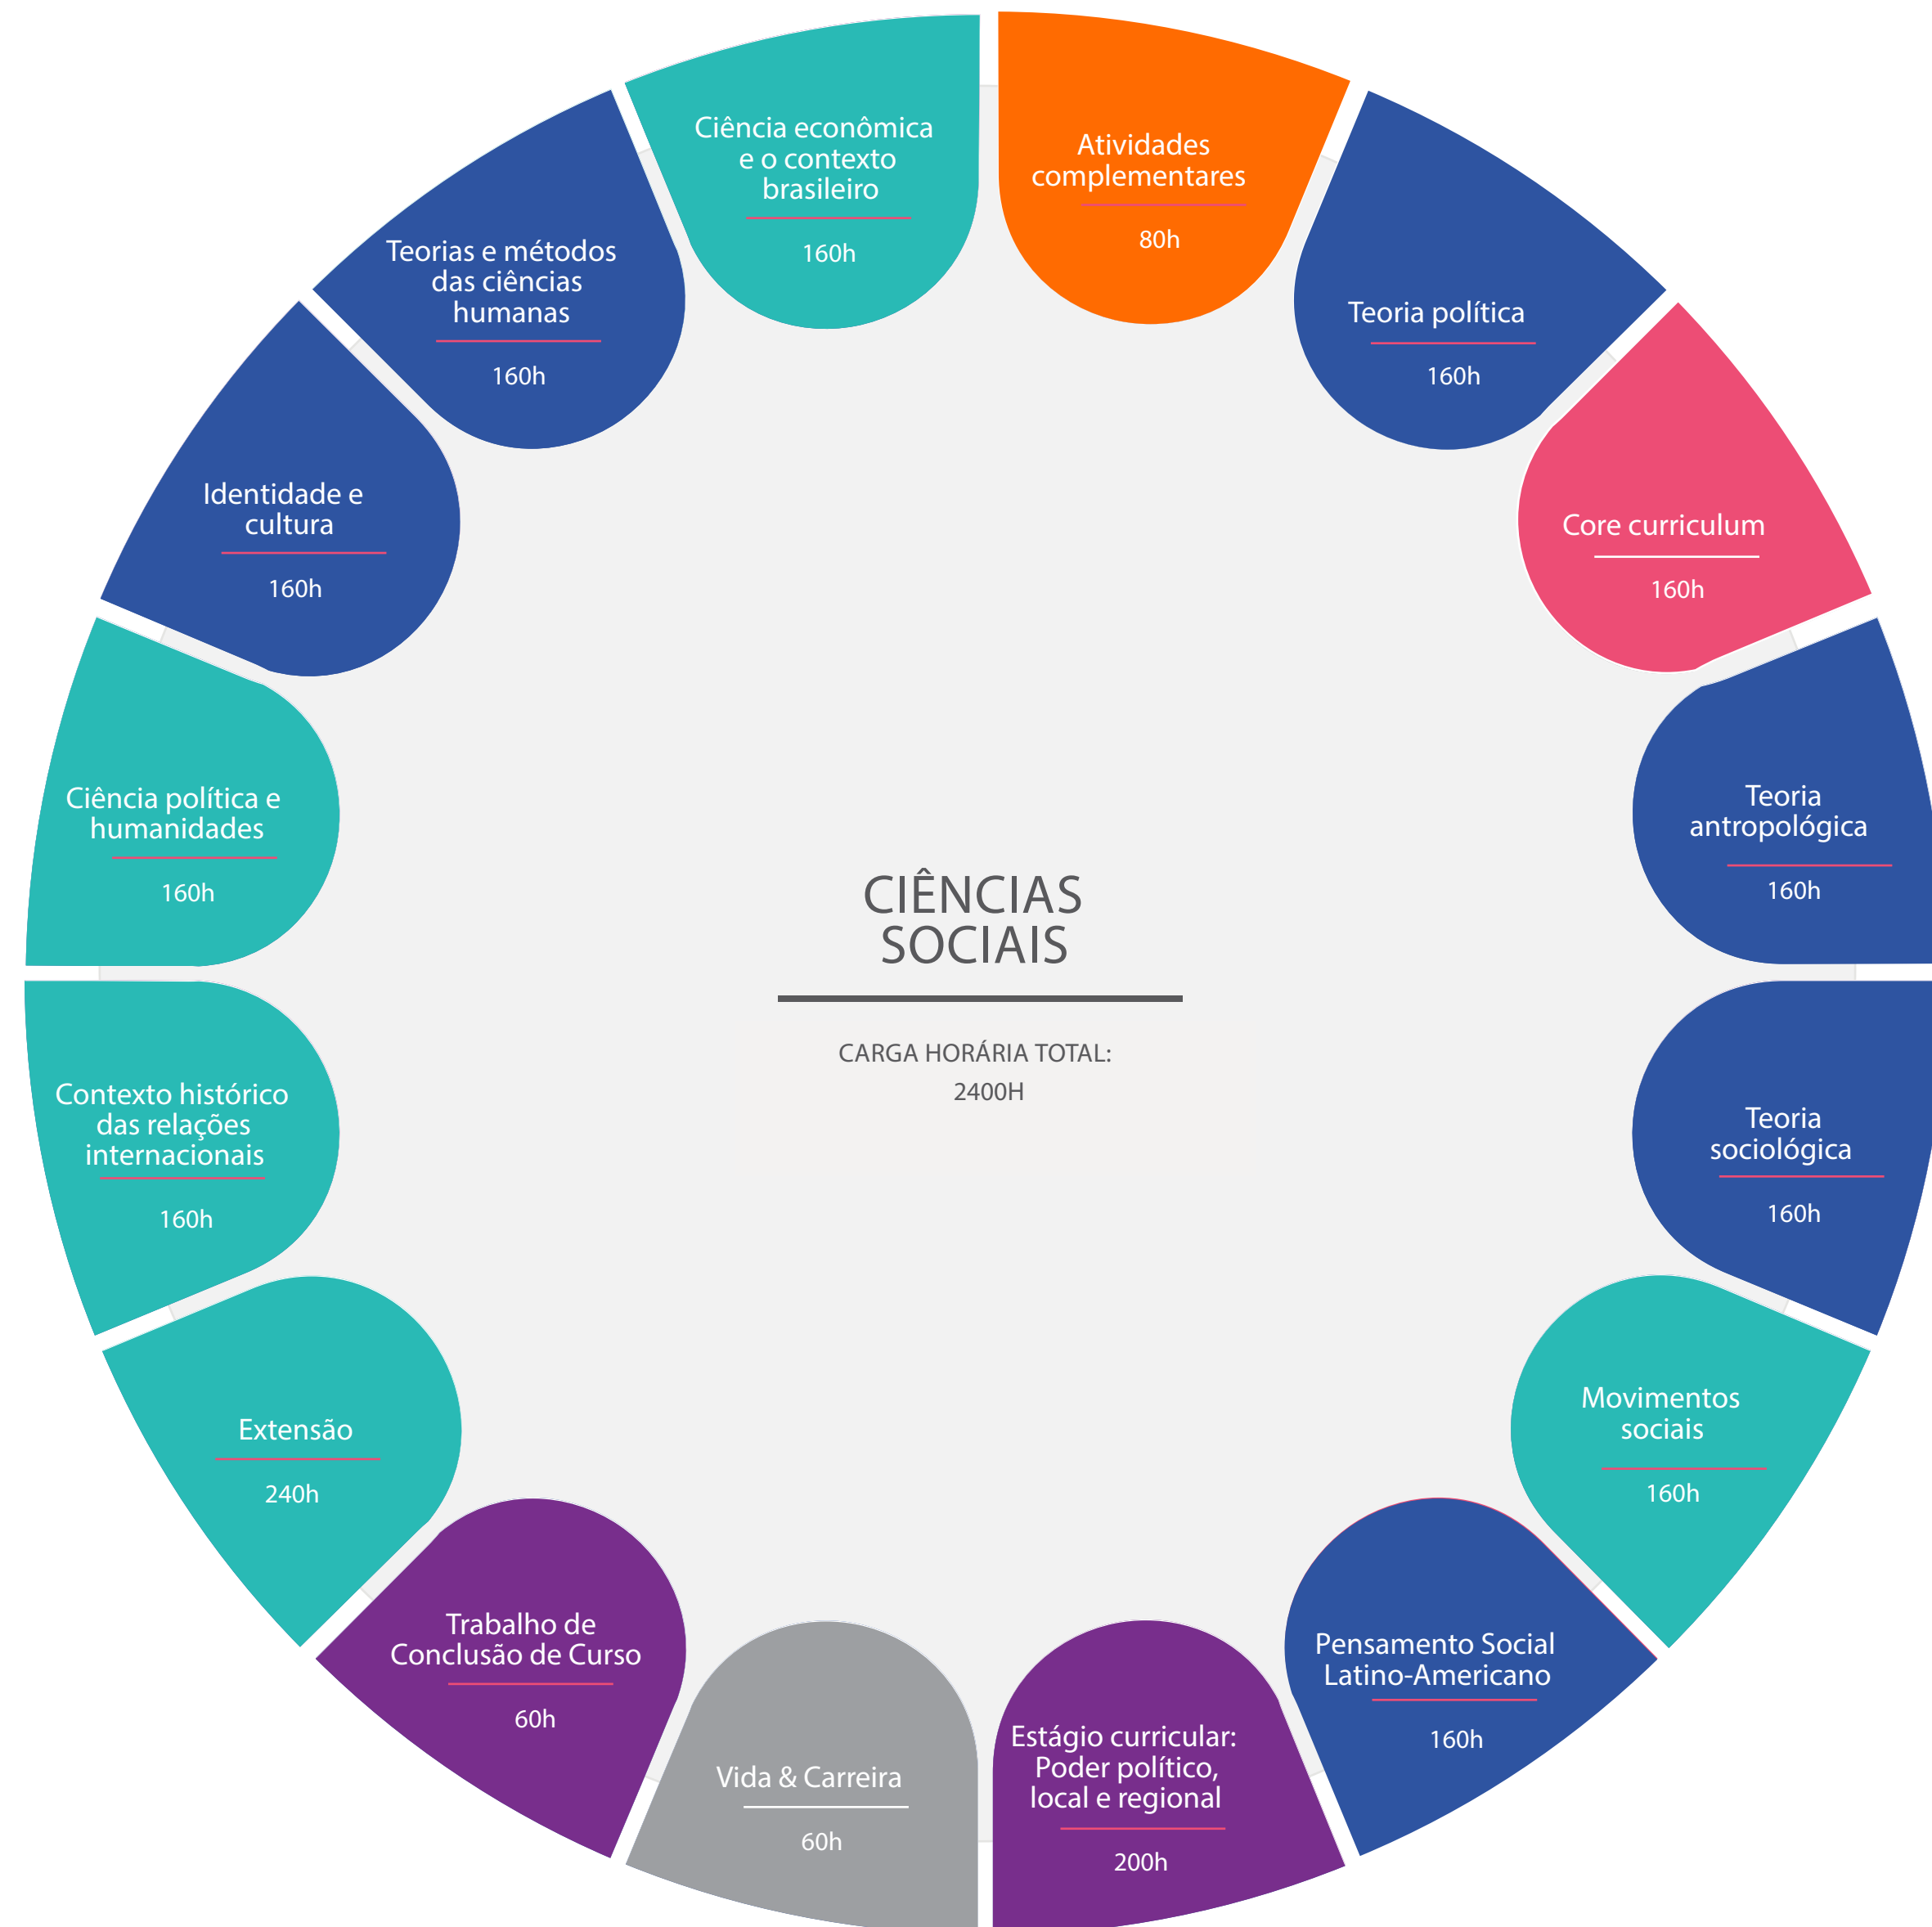 Ciência econômica
e o contexto
brasileiro
160h
Atividades
complementares
80h
Teoria política
160h
Core curriculum
160h
Teoria
antropológica
160h
Teoria
sociológica
160h
Movimentos
sociais
160h
Pensamento Social
Latino-Americano
160h
Estágio curricular:
Poder político,
local e regional
200h
Vida & Carreira
60h
Trabalho de
Conclusão de Curso
60h
Extensão
240h
Contexto histórico
das relações
internacionais
160h
Ciência política e
humanidades
160h
Identidade e
cultura
160h
Teorias e métodos
das ciências
humanas
160h
CIÊNCIAS
SOCIAIS
CARGA HORÁRIA TOTAL:
2400H